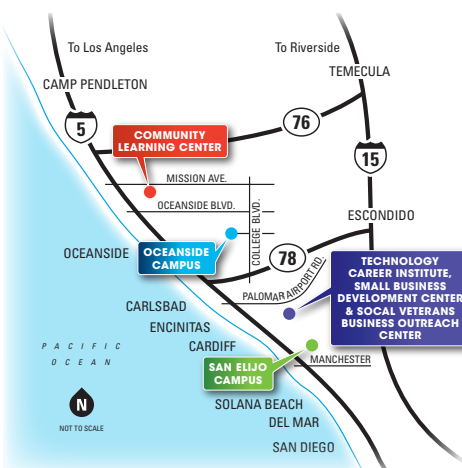 To Los Angeles
To Riverside
TEMECULA
CAMP PENDLETON
5
76
COMMUNITY
LEARNING CENTER
15
MISSION AVE.
OCEANSIDE BLVD.
COLLEGE BLVD.
ESCONDIDO
OCEANSIDE
OCEANSIDE
CAMPUS
78
TECHNOLOGY
CAREER INSTITUTE,
SMALL BUSINESS
DEVELOPMENT CENTER
& SOCAL VETERANS
BUSINESS OUTREACH
CENTER
PALOMAR AIRPORT RD.
CARLSBAD
ENCINITAS
CARDIFF
PACIFIC
OCEAN
MANCHESTER
SAN ELIJO
CAMPUS
N
NOT TO SCALE
SOLANA BEACH
DEL MAR
SAN DIEGO